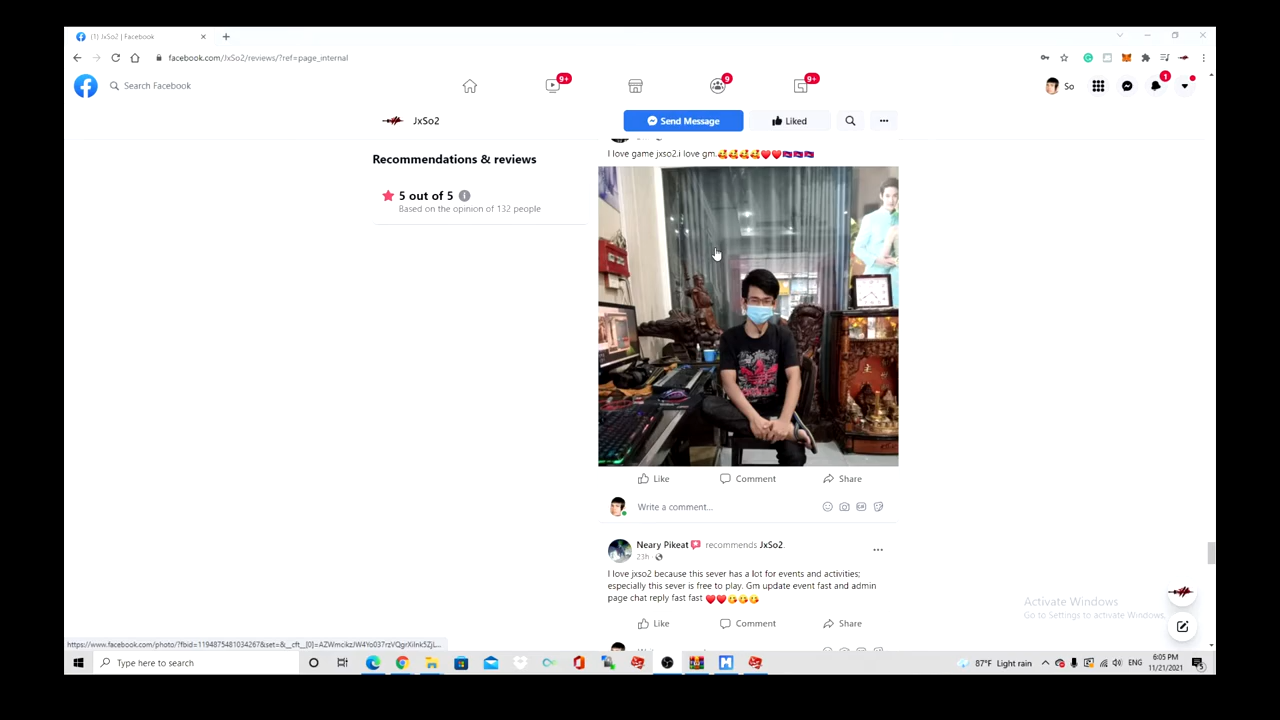 (1) JxSo2 | Facebook
facebook.com/JxSo2/reviews/?ref=page_internal
Search Facebook
9+
9
9+
So
1
JxSo2
Send Message
Liked
Recommendations & reviews
5 out of 5
Based on the opinion of 132 people
I love game jxso2.i love gm.🥰🥰🥰🥰❤️❤️🇰🇭🇰🇭🇰🇭
Like
Comment
Share
Write a comment...
Neary Pikeat recommends JxSo2.
23h
I love jxso2 because this sever has a lot for events and activities;
especially this sever is free to play. Gm update event fast and admin
page chat reply fast fast ❤️❤️😘😘😘
Like
Comment
Share
Activate Windows
Go to Settings to activate Windows.
Type here to search
87°F Light rain
ENG
6:05 PM
11/21/2021
5